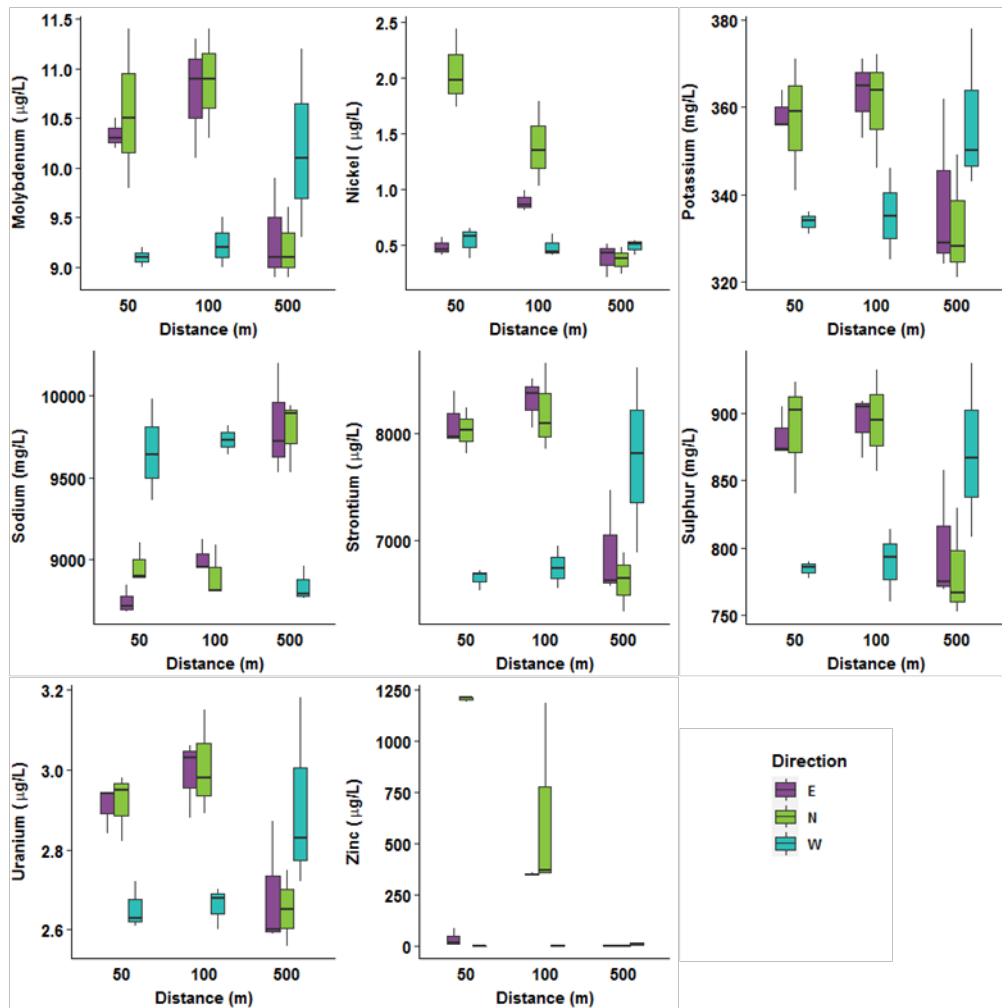 Molybdenum ( µg/L)
11.5
11.0
10.5
10.0
9.5
9.0
50 100 500
Distance (m)
Nickel ( µg/L)
2.5
2.0
1.5
1.0
0.5
50 100 500
Distance (m)
Potassium (mg/L)
380
360
340
320
50 100 500
Distance (m)
Sodium (mg/L)
10000
9500
9000
50 100 500
Distance (m)
Strontium ( µg/L)
8000
7000
50 100 500
Distance (m)
Sulphur (mg/L)
900
850
800
750
50 100 500
Distance (m)
Uranium ( µg/L)
3.2
3.0
2.8
2.6
50 100 500
Distance (m)
Zinc ( µg/L)
1250
1000
750
500
250
0
50 100 500
Distance (m)
Direction
E
N
W